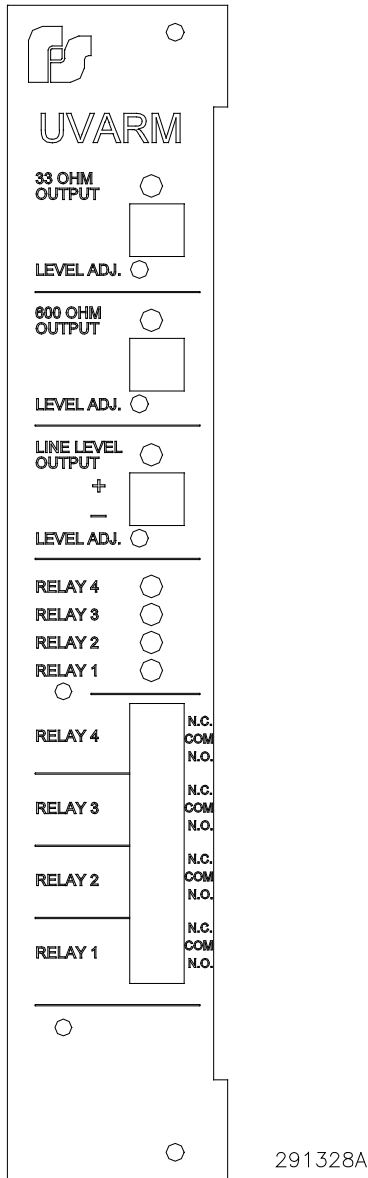 FS
UVARM
33 OHM
OUTPUT
LEVEL ADJ.
600 OHM
OUTPUT
LEVEL ADJ.
LINE LEVEL
OUTPUT
+
–
LEVEL ADJ.
RELAY 4
RELAY 3
RELAY 2
RELAY 1
RELAY 4
N.C.
COM
N.O.
RELAY 3
N.C.
COM
N.O.
RELAY 2
N.C.
COM
N.O.
RELAY 1
N.C.
COM
N.O.
291328A